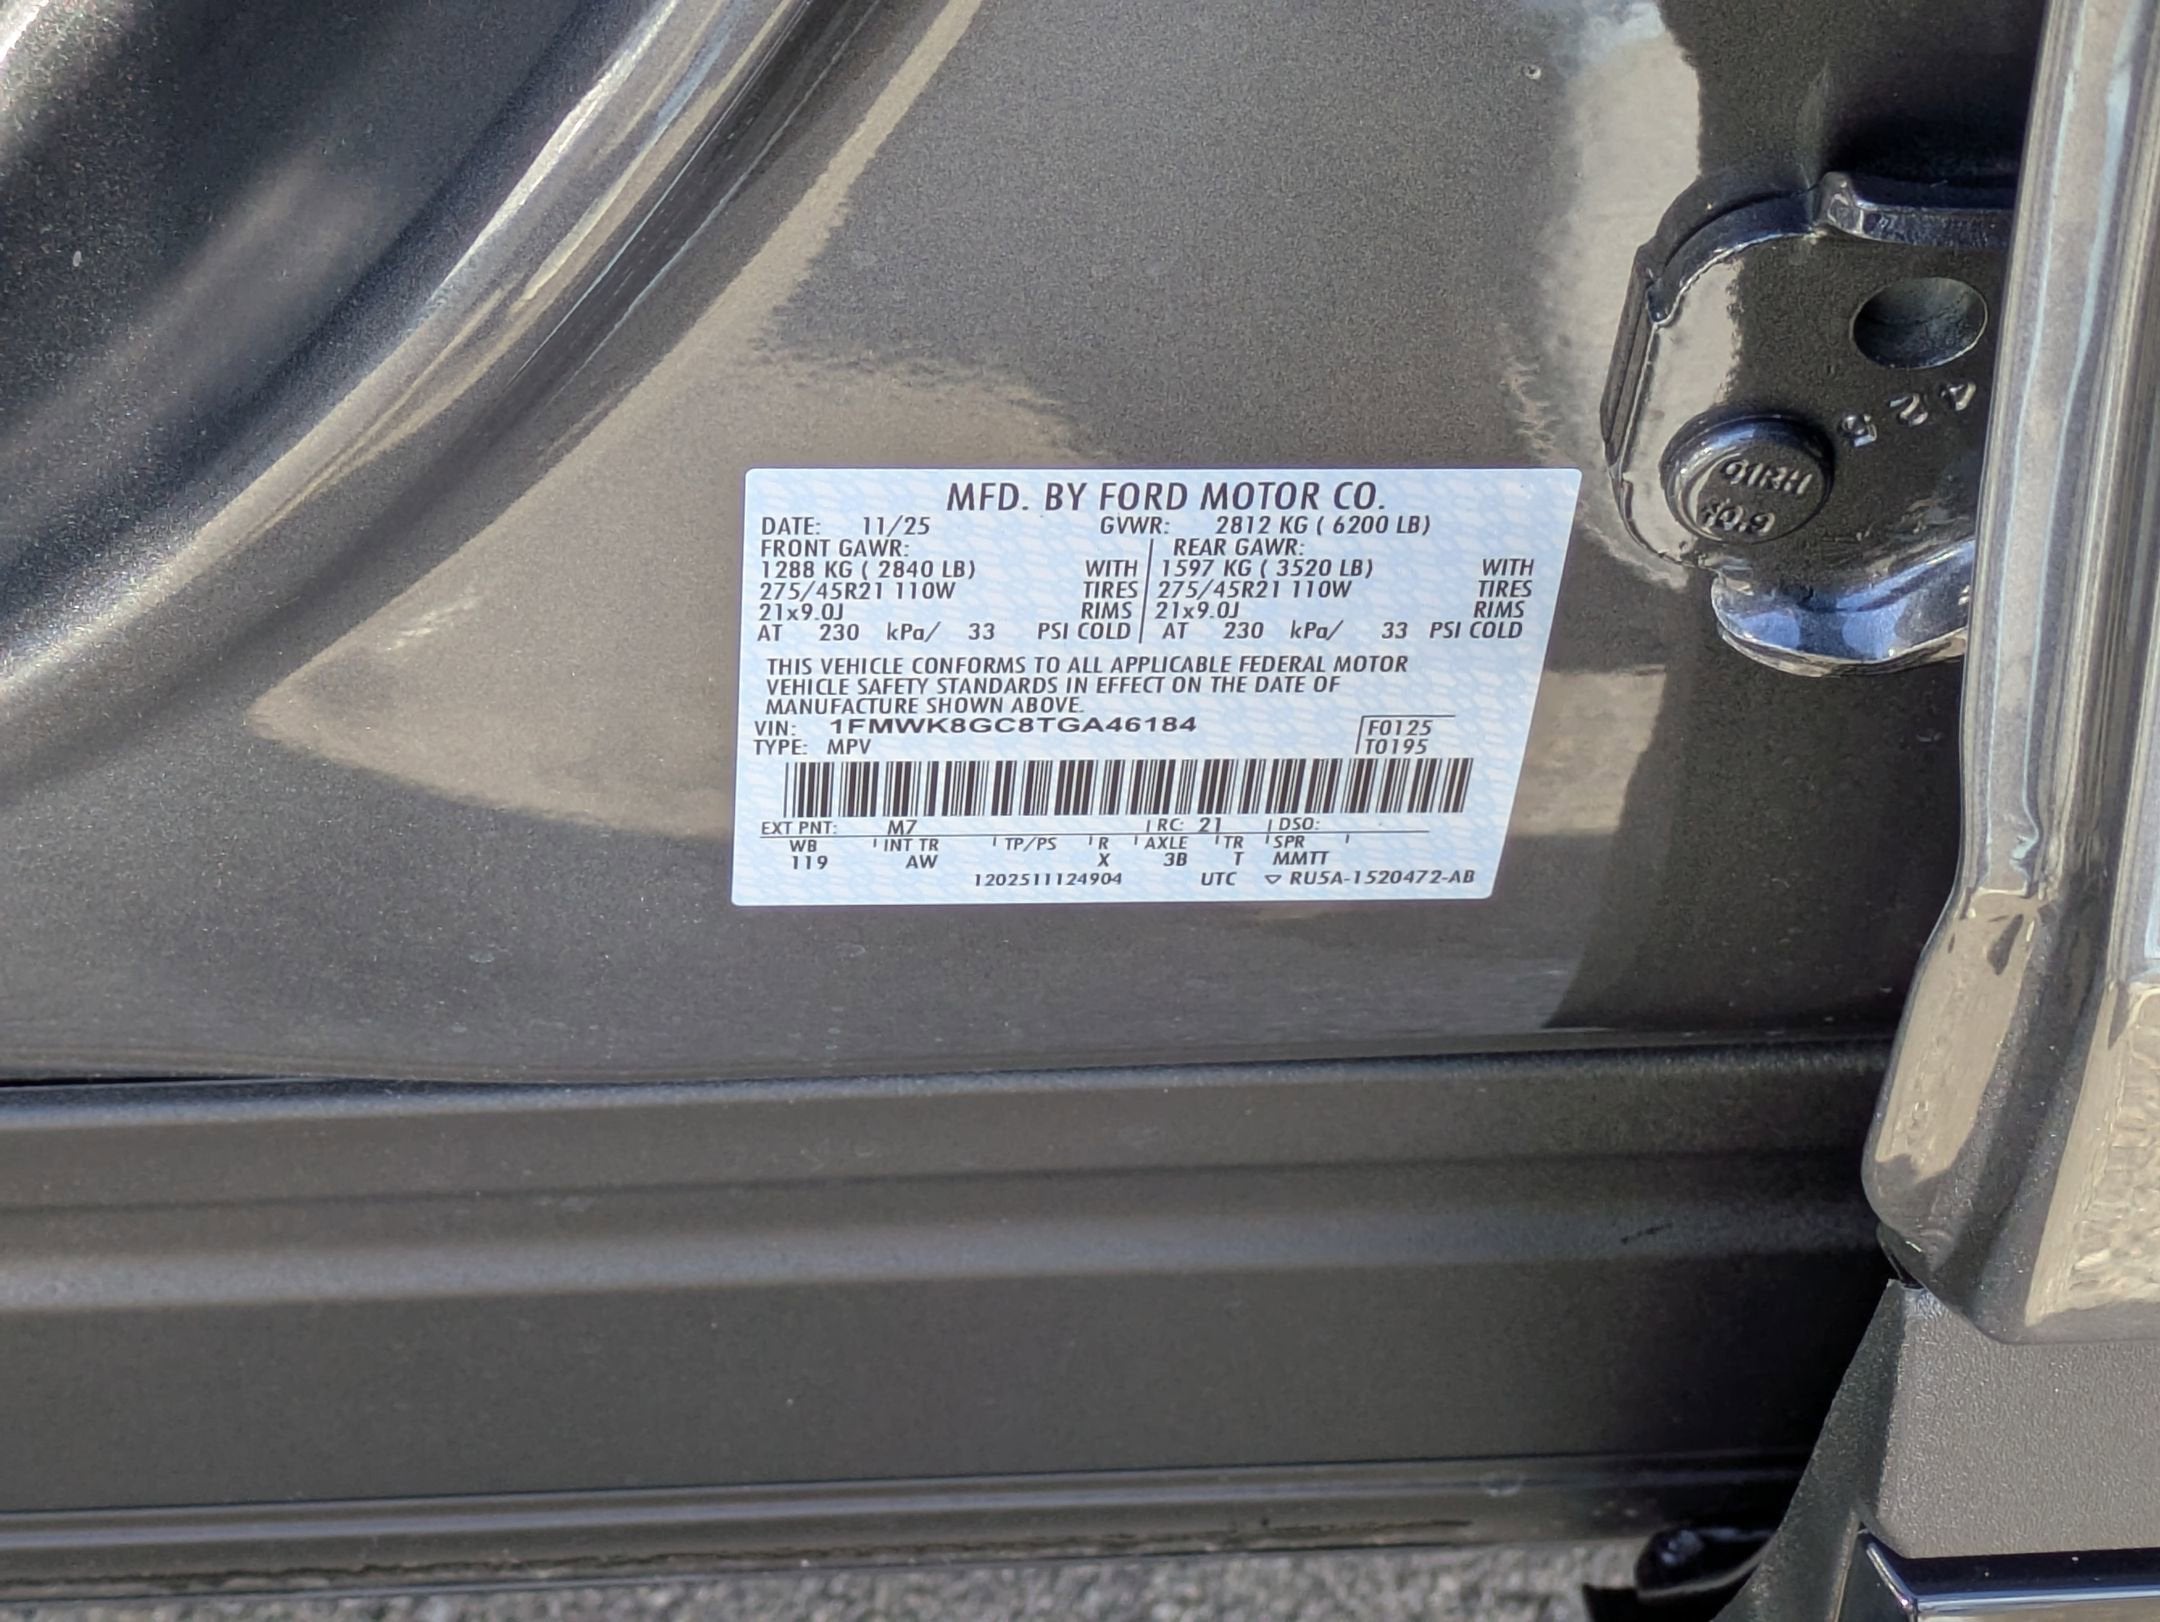 MFD. BY FORD MOTOR CO.
DATE: 11/25 GVWR: 2812 KG ( 6200 LB)
FRONT GAWR: REAR GAWR:
1288 KG ( 2840 LB) WITH 1597 KG ( 3520 LB) WITH
275/45R21 110W TIRES 275/45R21 110W TIRES
21x9.0J RIMS 21x9.0J RIMS
AT 230 kPa/ 33 PSI COLD AT 230 kPa/ 33 PSI COLD
THIS VEHICLE CONFORMS TO ALL APPLICABLE FEDERAL MOTOR
VEHICLE SAFETY STANDARDS IN EFFECT ON THE DATE OF
MANUFACTURE SHOWN ABOVE.
VIN: 1FMWK8GC8TGA46184 F0125
TYPE: MPV T0195
EXT PNT: M7 RC: 21 DSO:
WB INT TR TP/PS R AXLE TR SPR
119 AW X 3B T MMTT
1202511124904 UTC ▽ RU5A-1520472-AB
425